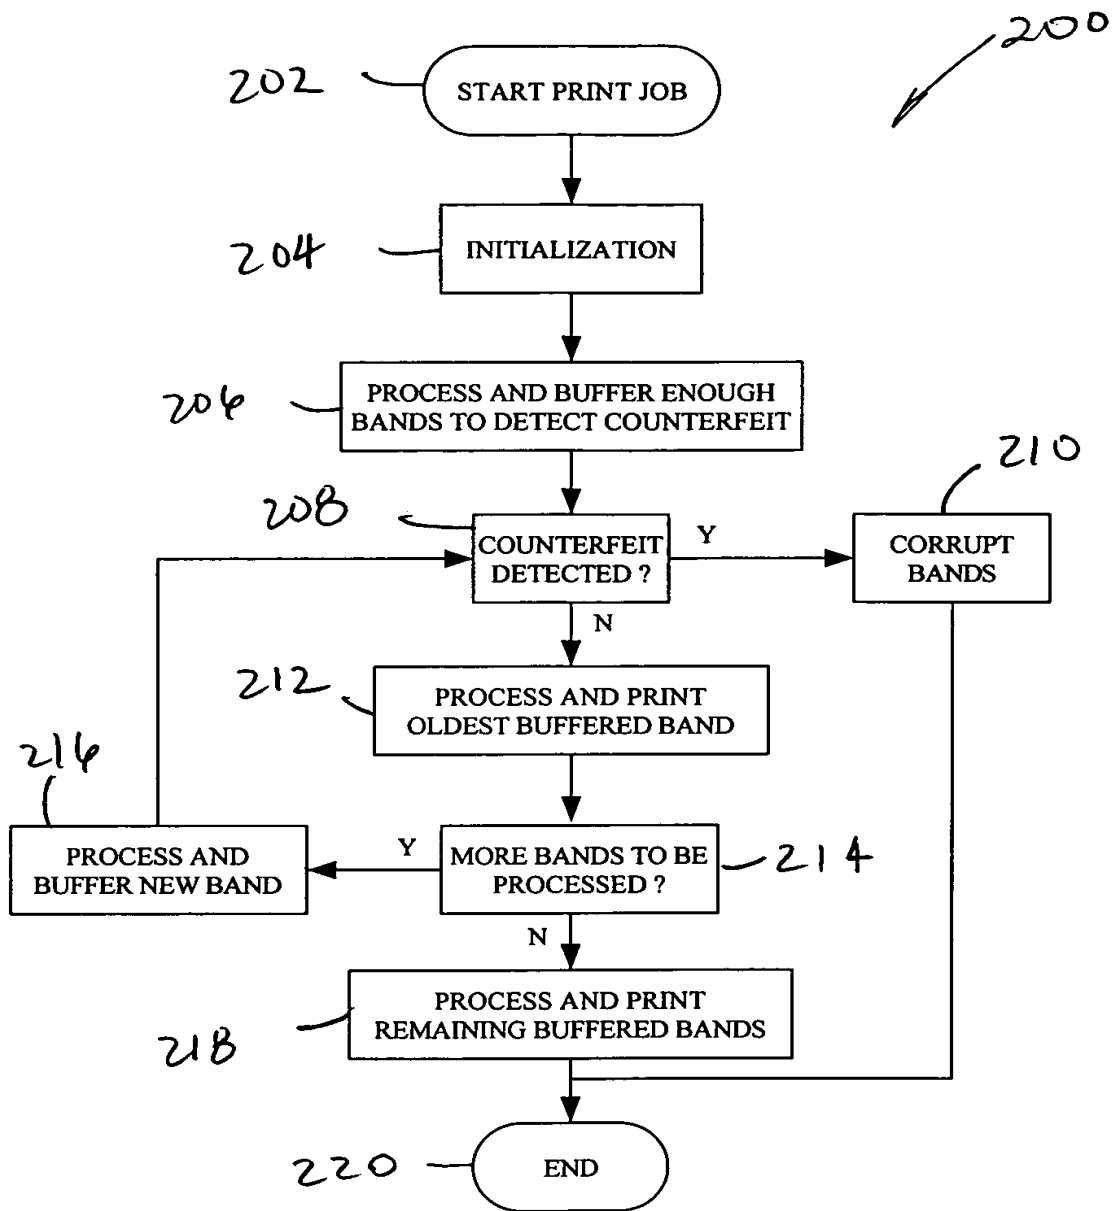 200
202
START PRINT JOB
204
INITIALIZATION
206
PROCESS AND BUFFER ENOUGH
BANDS TO DETECT COUNTERFEIT
210
208
COUNTERFEIT
DETECTED ?
Y
CORRUPT
BANDS
N
212
PROCESS AND PRINT
OLDEST BUFFERED BAND
216
PROCESS AND
BUFFER NEW BAND
Y
MORE BANDS TO BE
PROCESSED ?
214
N
PROCESS AND PRINT
REMAINING BUFFERED BANDS
218
220
END